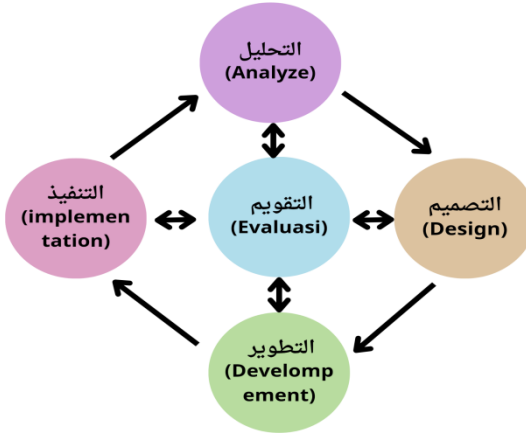 التحليل
(Analyze)
التنفيذ
(implemen
tation)
التقويم
(Evaluasi)
التصميم
(Design)
التطوير
(Develomp
ement)